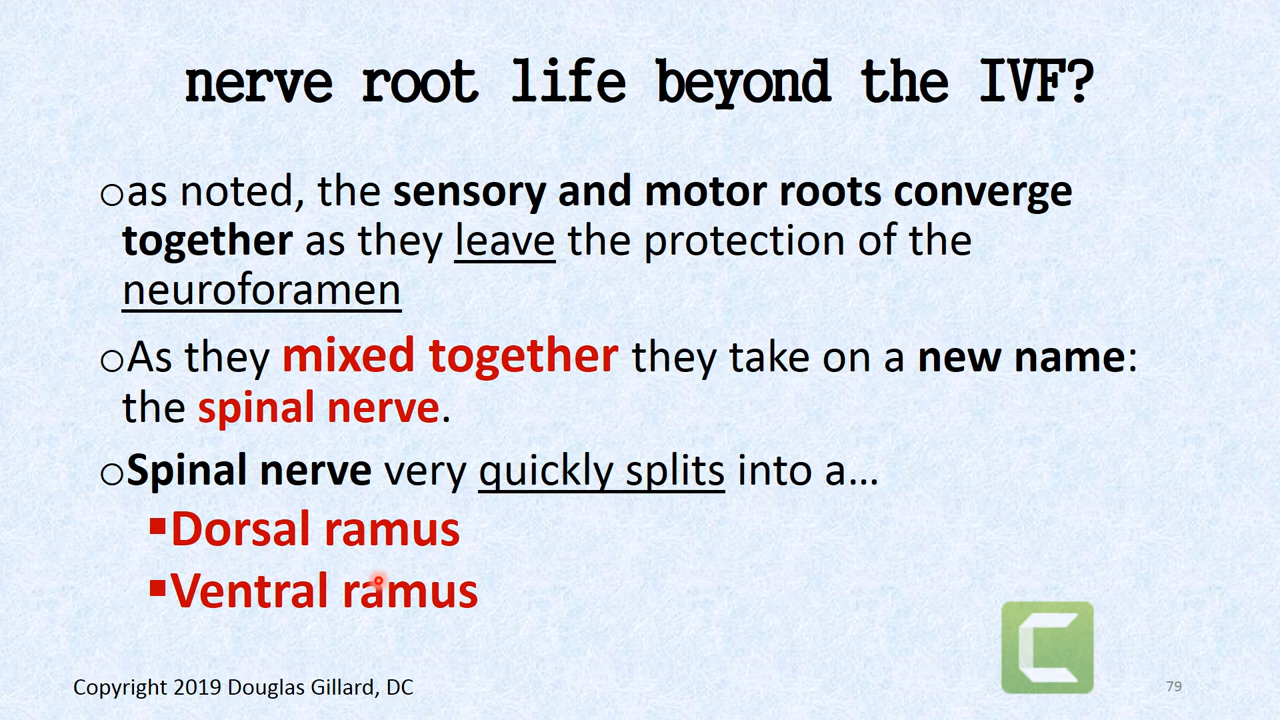 nerve root life beyond the IVF?
○as noted, the sensory and motor roots converge
together as they leave the protection of the
neuroforamen
○As they mixed together they take on a new name:
the spinal nerve.
○Spinal nerve very quickly splits into a…
▪Dorsal ramus
▪Ventral ramus
Copyright 2019 Douglas Gillard, DC
79